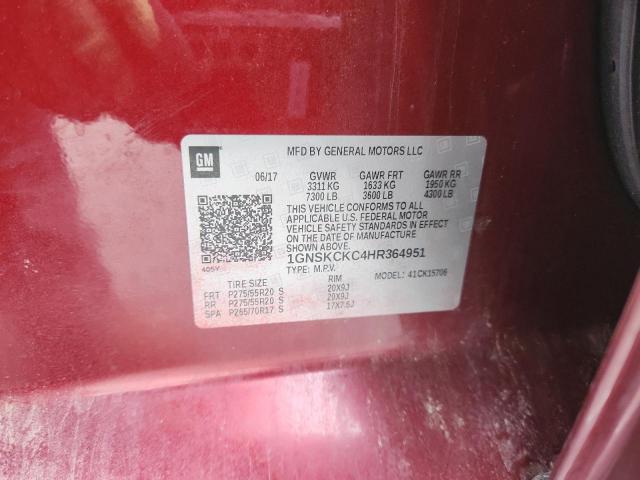 GM
MFD BY GENERAL MOTORS LLC
06/17 GVWR GAWR FRT GAWR RR
3311 KG 1633 KG 1950 KG
7300 LB 3600 LB 4300 LB
THIS VEHICLE CONFORMS TO ALL
APPLICABLE U.S. FEDERAL MOTOR
VEHICLE SAFETY STANDARDS IN EFFECT
ON THE DATE OF MANUFACTURE
SHOWN ABOVE.
1GNSKCKC4HR364951
405Y TYPE: M.P.V. MODEL: 41CK15706
TIRE SIZE RIM
FRT P275/55R20 S 20X9J
RR P275/55R20 S 20X9J
SPA P265/70R17 S 17X7.5J